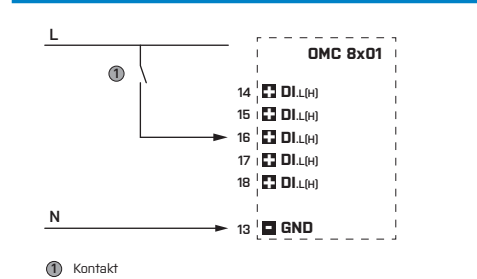 L
OMC 8x01
1
14 + DI.L(H)
15 + DI.L(H)
16 + DI.L(H)
17 + DI.L(H)
18 + DI.L(H)
N
13 - GND
1 Kontakt